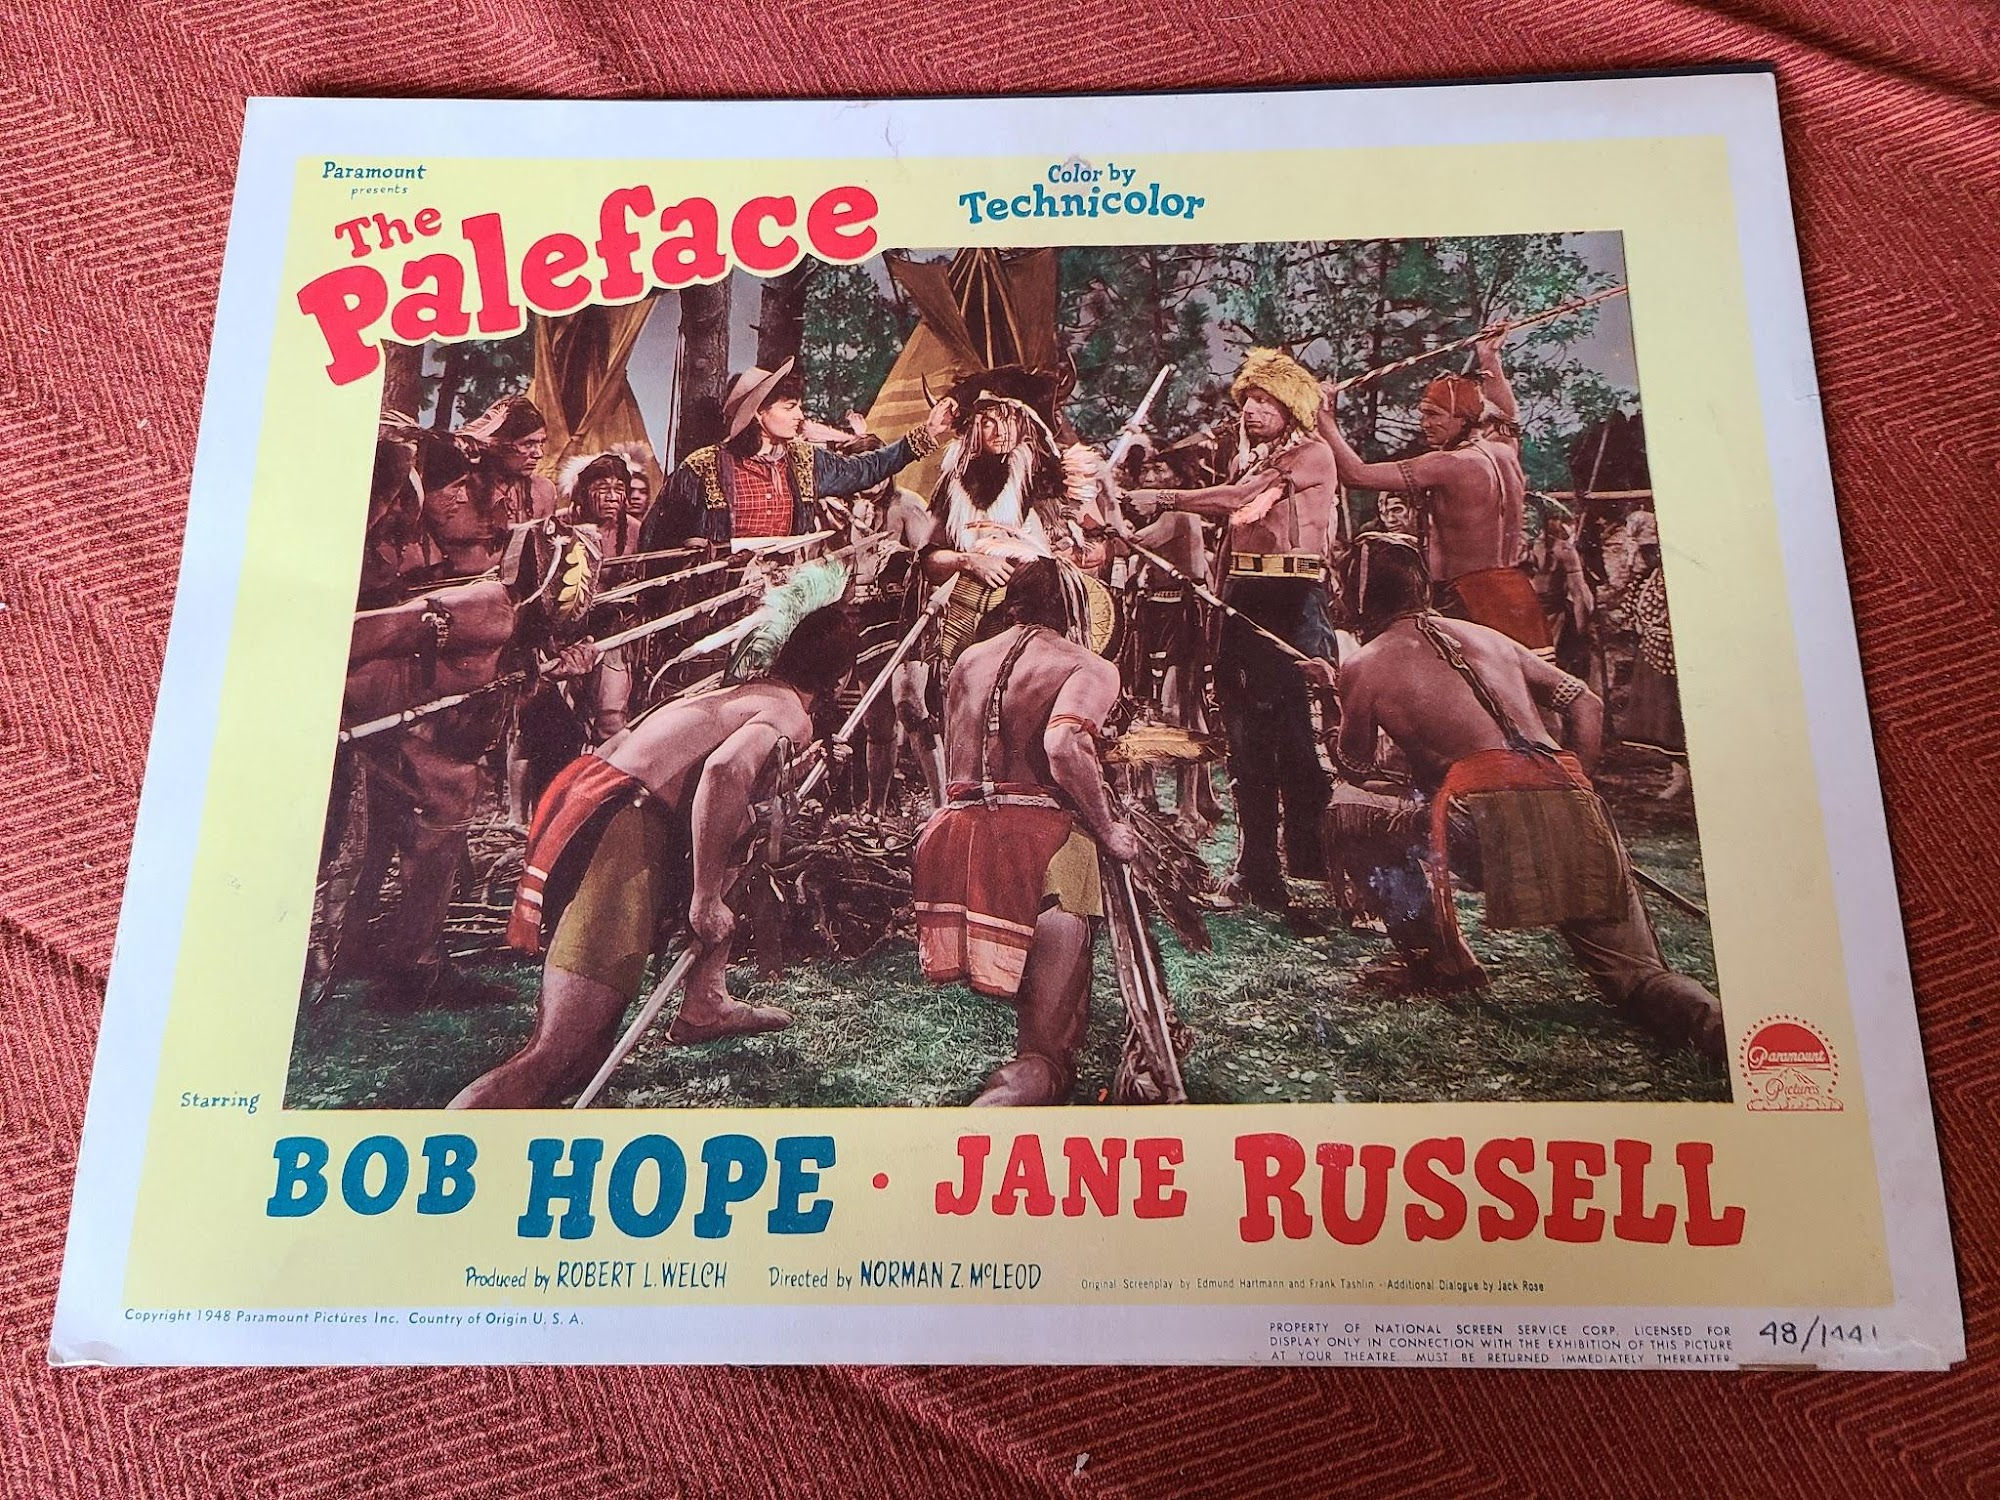 Paramount
presents
The
Paleface
Color by
Technicolor
Paramount
Pictures
Starring
BOB HOPE · JANE RUSSELL
Produced by ROBERT L. WELCH Directed by NORMAN Z. McLEOD Original Screenplay by Edmund Hartmann and Frank Tashlin - Additional Dialogue by Jack Rose
Copyright 1948 Paramount Pictures Inc. Country of Origin U. S. A.
PROPERTY OF NATIONAL SCREEN SERVICE CORP. LICENSED FOR
DISPLAY ONLY IN CONNECTION WITH THE EXHIBITION OF THIS PICTURE
AT YOUR THEATRE. MUST BE RETURNED IMMEDIATELY THEREAFTER